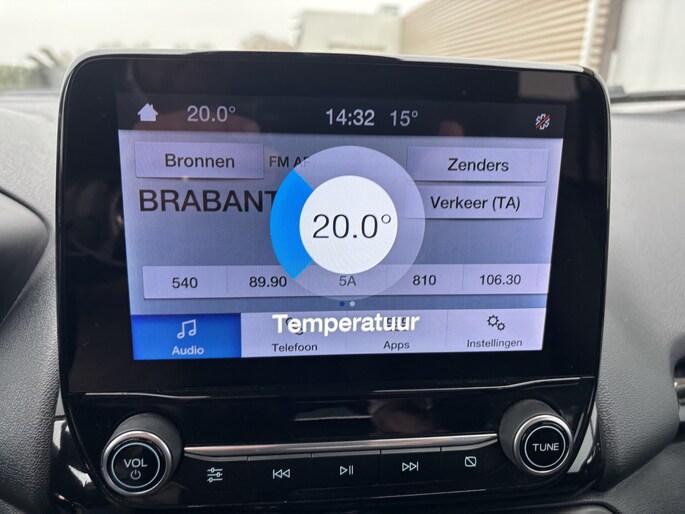 20.0° 14:32 15°
Bronnen FM Zenders
BRABANT Verkeer (TA)
20.0°
540 89.90 5A 810 106.30
Temperatuur
Audio Telefoon Apps Instellingen
VOL TUNE